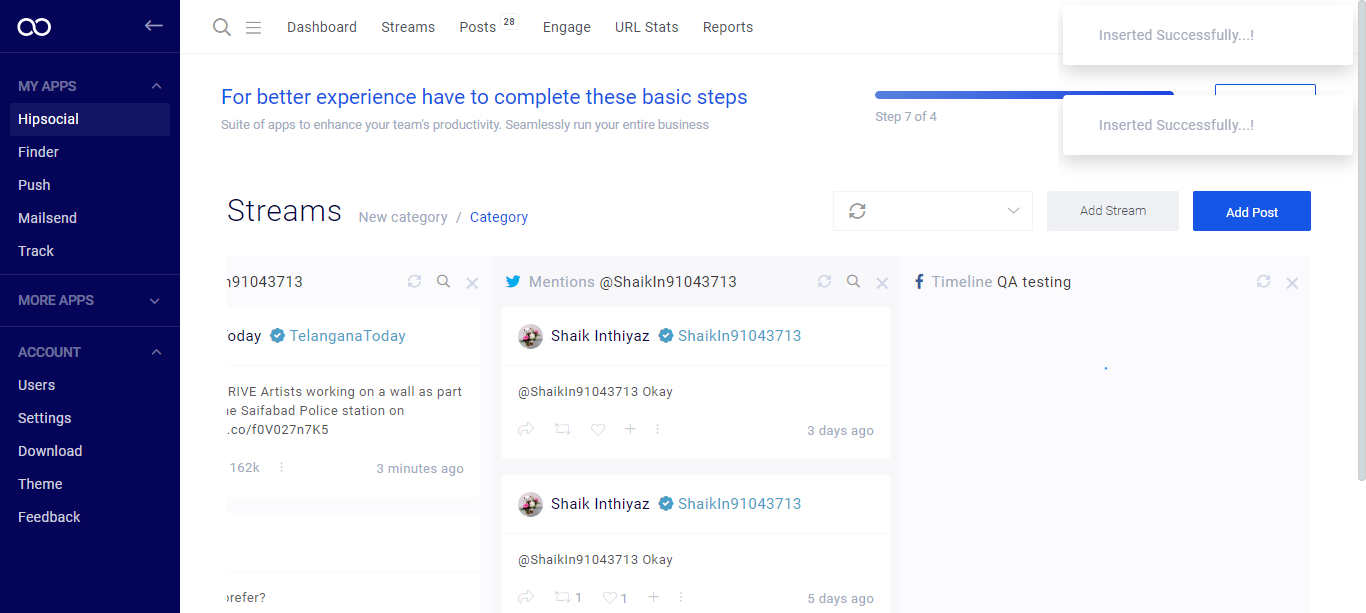 Dashboard
Streams
Posts 28
Engage
URL Stats
Reports
Inserted Successfully...!
Inserted Successfully...!
MY APPS
Hipsocial
Finder
Push
Mailsend
Track
MORE APPS
ACCOUNT
Users
Settings
Download
Theme
Feedback
For better experience have to complete these basic steps
Suite of apps to enhance your team's productivity. Seamlessly run your entire business
Step 7 of 4
Streams
New category / Category
Add Stream
Add Post
n91043713
oday TelanganaToday
RIVE Artists working on a wall as part
e Saifabad Police station on
.co/f0V027n7K5
162k
3 minutes ago
refer?
Mentions @ShaikIn91043713
Shaik Inthiyaz ShaikIn91043713
@ShaikIn91043713 Okay
3 days ago
Shaik Inthiyaz ShaikIn91043713
@ShaikIn91043713 Okay
1 1
5 days ago
Timeline QA testing